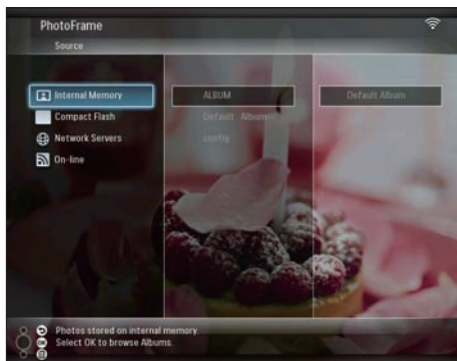 PhotoFrame
Source
Internal Memory
Compact Flash
Network Servers
On-line
ALBUM
Default Album
config
Default Album
Photos stored on internal memory.
Select OK to browse Albums.
OK